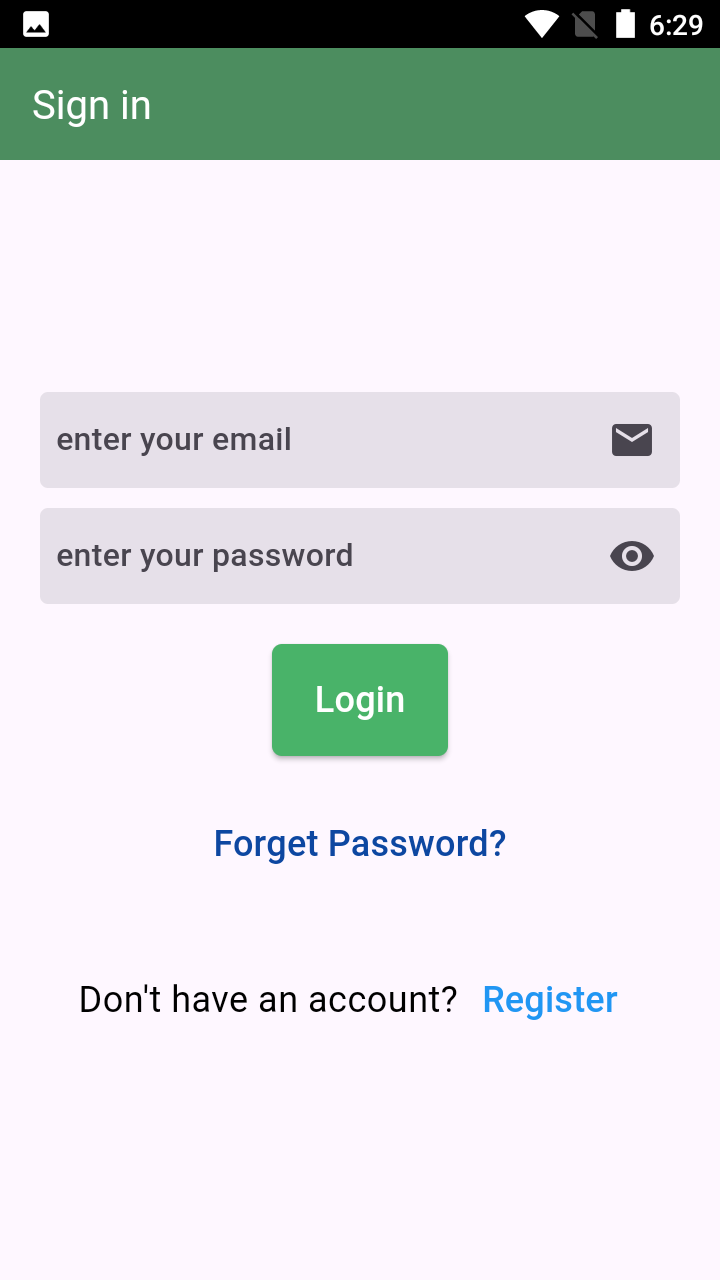 6:29
Sign in
enter your email
enter your password
Login
Forget Password?
Don't have an account? Register